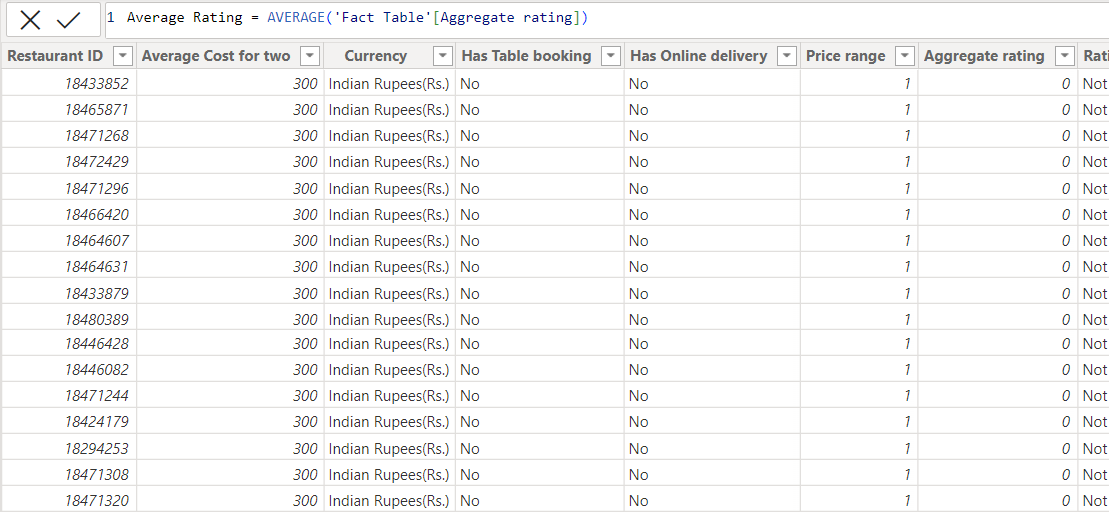 1 Average Rating = AVERAGE('Fact Table'[Aggregate rating])
Restaurant ID Average Cost for two Currency Has Table booking Has Online delivery Price range Aggregate rating Rati
18433852 300 Indian Rupees(Rs.) No No 1 0 Not
18465871 300 Indian Rupees(Rs.) No No 1 0 Not
18471268 300 Indian Rupees(Rs.) No No 1 0 Not
18472429 300 Indian Rupees(Rs.) No No 1 0 Not
18471296 300 Indian Rupees(Rs.) No No 1 0 Not
18466420 300 Indian Rupees(Rs.) No No 1 0 Not
18464607 300 Indian Rupees(Rs.) No No 1 0 Not
18464631 300 Indian Rupees(Rs.) No No 1 0 Not
18433879 300 Indian Rupees(Rs.) No No 1 0 Not
18480389 300 Indian Rupees(Rs.) No No 1 0 Not
18446428 300 Indian Rupees(Rs.) No No 1 0 Not
18446082 300 Indian Rupees(Rs.) No No 1 0 Not
18471244 300 Indian Rupees(Rs.) No No 1 0 Not
18424179 300 Indian Rupees(Rs.) No No 1 0 Not
18294253 300 Indian Rupees(Rs.) No No 1 0 Not
18471308 300 Indian Rupees(Rs.) No No 1 0 Not
18471320 300 Indian Rupees(Rs.) No No 1 0 Not